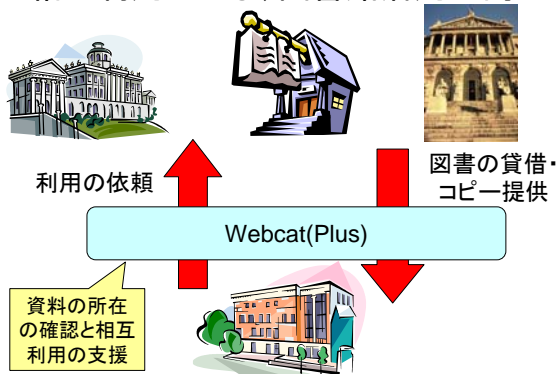 利用の依頼
図書の貸借・
コピー提供
Webcat(Plus)
資料の所在
の確認と相互
利用の支援